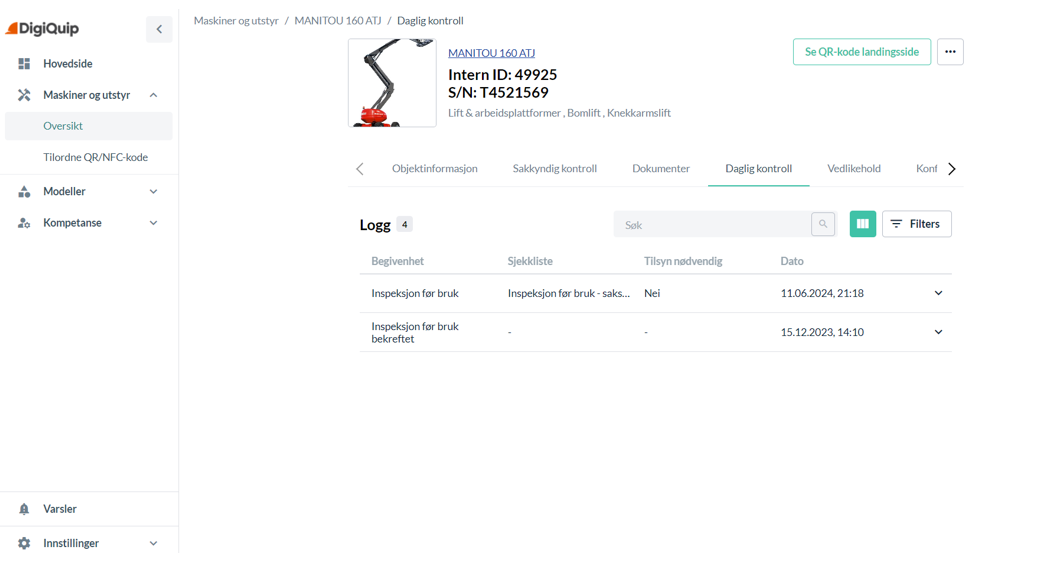 DigiQuip
Hovedside
Maskiner og utstyr
Oversikt
Tilordne QR/NFC-kode
Modeller
Kompetanse
Varsler
Innstillinger
Maskiner og utstyr / MANITOU 160 ATJ / Daglig kontroll
MANITOU 160 ATJ
Intern ID: 49925
S/N: T4521569
Lift & arbeidsplattformer , Bomlift , Knekkarmslift
Se QR-kode landingsside
Objektinformasjon Sakkyndig kontroll Dokumenter Daglig kontroll Vedlikehold Konf
Logg 4
Søk
Filters
Begivenhet Sjekkliste Tilsyn nødvendig Dato
Inspeksjon før bruk Inspeksjon før bruk - saks... Nei 11.06.2024, 21:18
Inspeksjon før bruk
bekreftet - - 15.12.2023, 14:10